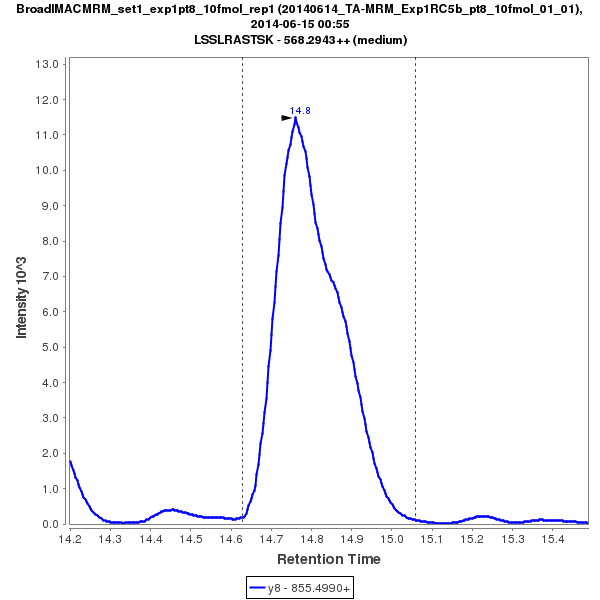 BroadIMACMRM_set1_exp1pt8_10fmol_rep1 (20140614_TA-MRM_Exp1RC5b_pt8_10fmol_01_01),
2014-06-15 00:55
LSSLRASTSK - 568.2943++ (medium)
13.0
12.0
11.0
10.0
9.0
8.0
7.0
6.0
5.0
4.0
3.0
2.0
1.0
0.0
Intensity 10^3
14.8
14.2 14.3 14.4 14.5 14.6 14.7 14.8 14.9 15.0 15.1 15.2 15.3 15.4
Retention Time
y8 - 855.4990+